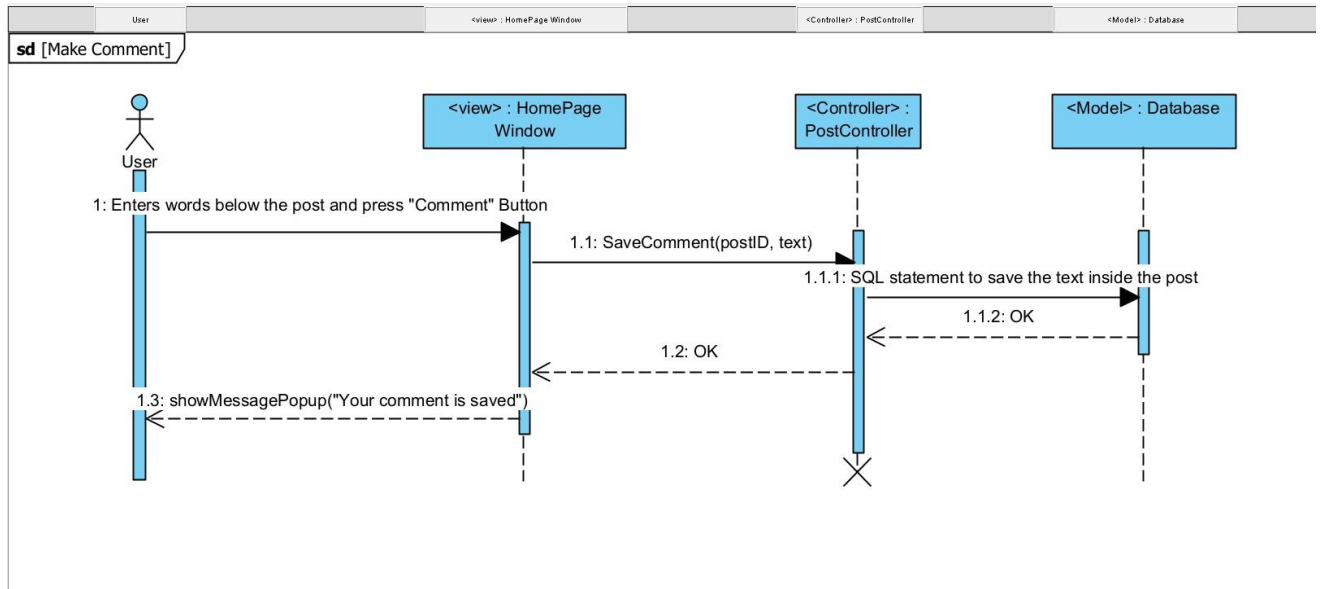 User
<view> : HomePage Window
<Controller> : PostController
<Model> : Database
sd [Make Comment]
<view> : HomePage
Window
<Controller> :
PostController
<Model> : Database
User
1: Enters words below the post and press "Comment" Button
1.1: SaveComment(postID, text)
1.1.1: SQL statement to save the text inside the post
1.1.2: OK
1.2: OK
1.3: showMessagePopup("Your comment is saved")